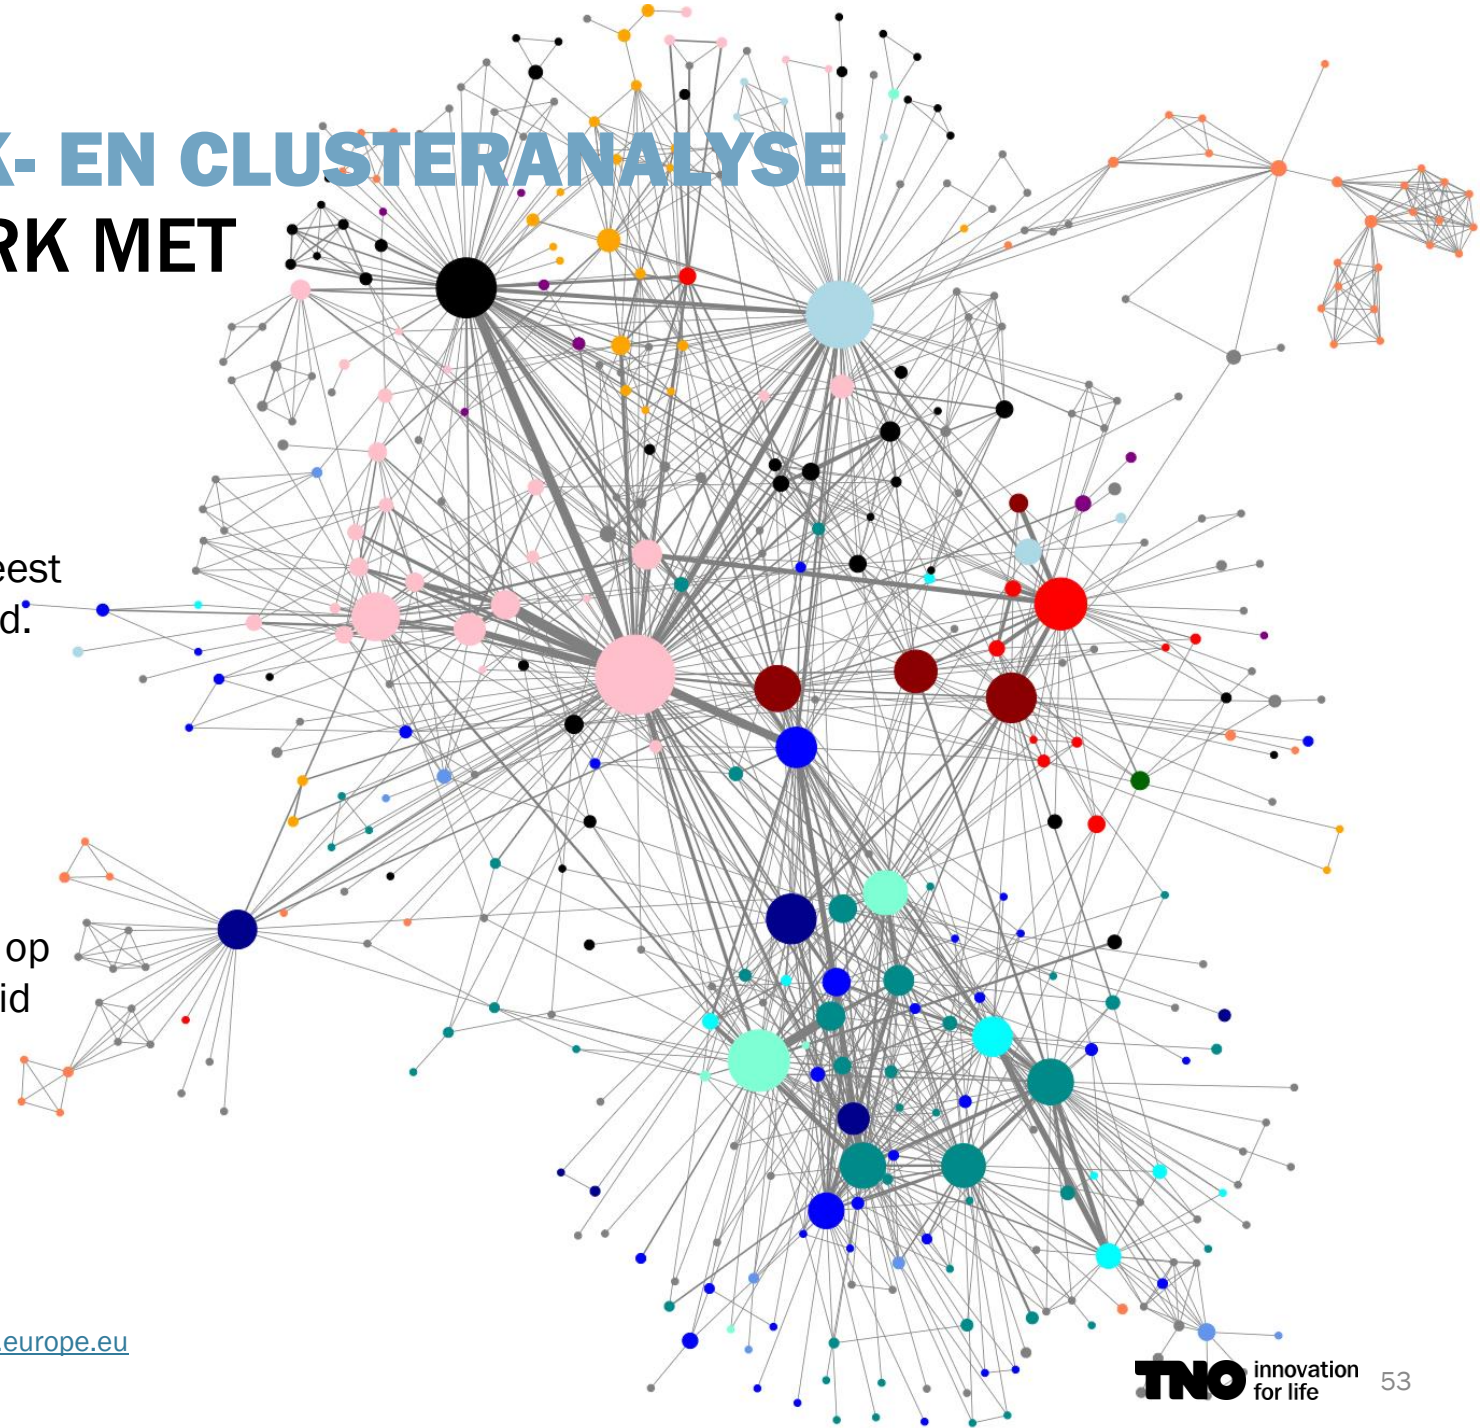 K- EN CLUSTERANALYSE
RK MET
eest
d.
op
id
.europe.eu
TNO innovation
for life
53